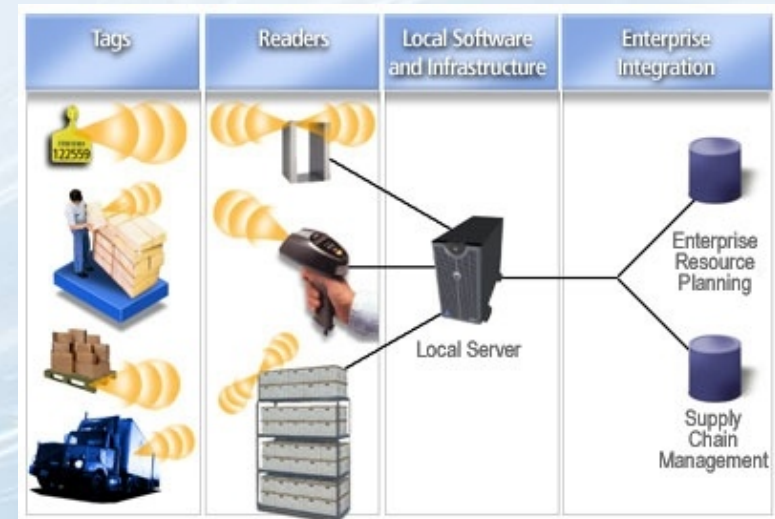 Tags
Readers
Local Software
and Infrastructure
Enterprise
Integration
122559
Local Server
Enterprise
Resource
Planning
Supply
Chain
Management